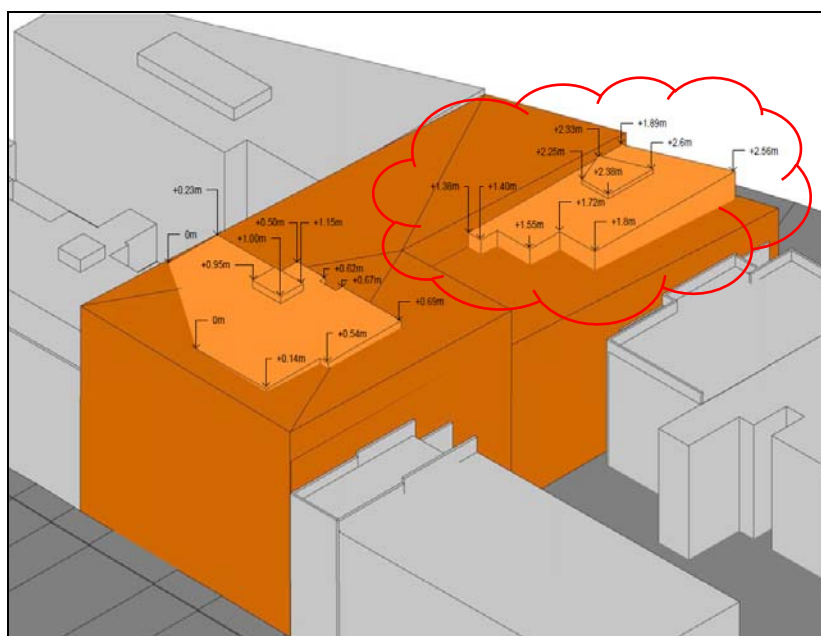 +2.33m
+1.89m
+2.25m
+2.6m
+2.56m
+2.38m
+1.38m
+1.40m
+1.72m
+1.55m
+1.8m
+0.23m
0m
+0.50m
+1.15m
+1.00m
+0.62m
+0.95m
+0.67m
+0.69m
0m
+0.54m
+0.14m